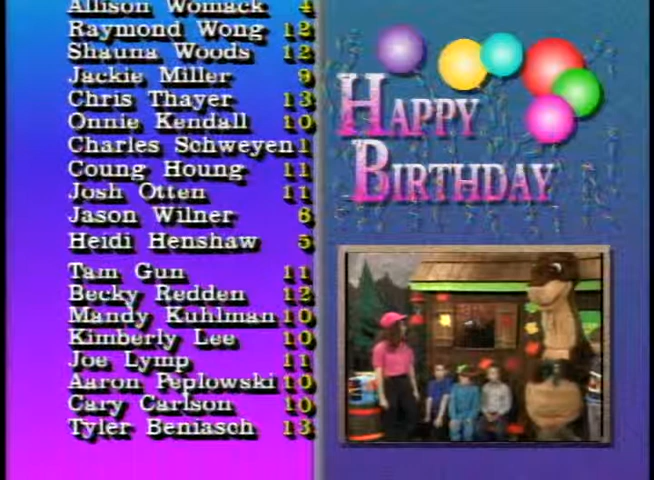 Allison Womack 4
Raymond Wong 12
Shauna Woods 12
Jackie Miller 9
Chris Thayer 13
Onnie Kendall 10
Charles Schweyen 1
Coung Houng 11
Josh Otten 11
Jason Wilner 6
Heidi Henshaw 5
Tam Gun 11
Becky Redden 12
Mandy Kuhlman 10
Kimberly Lee 10
Joe Lymp 11
Aaron Peplowski 10
Cary Carlson 10
Tyler Beniasch 13
HAPPY
BIRTHDAY